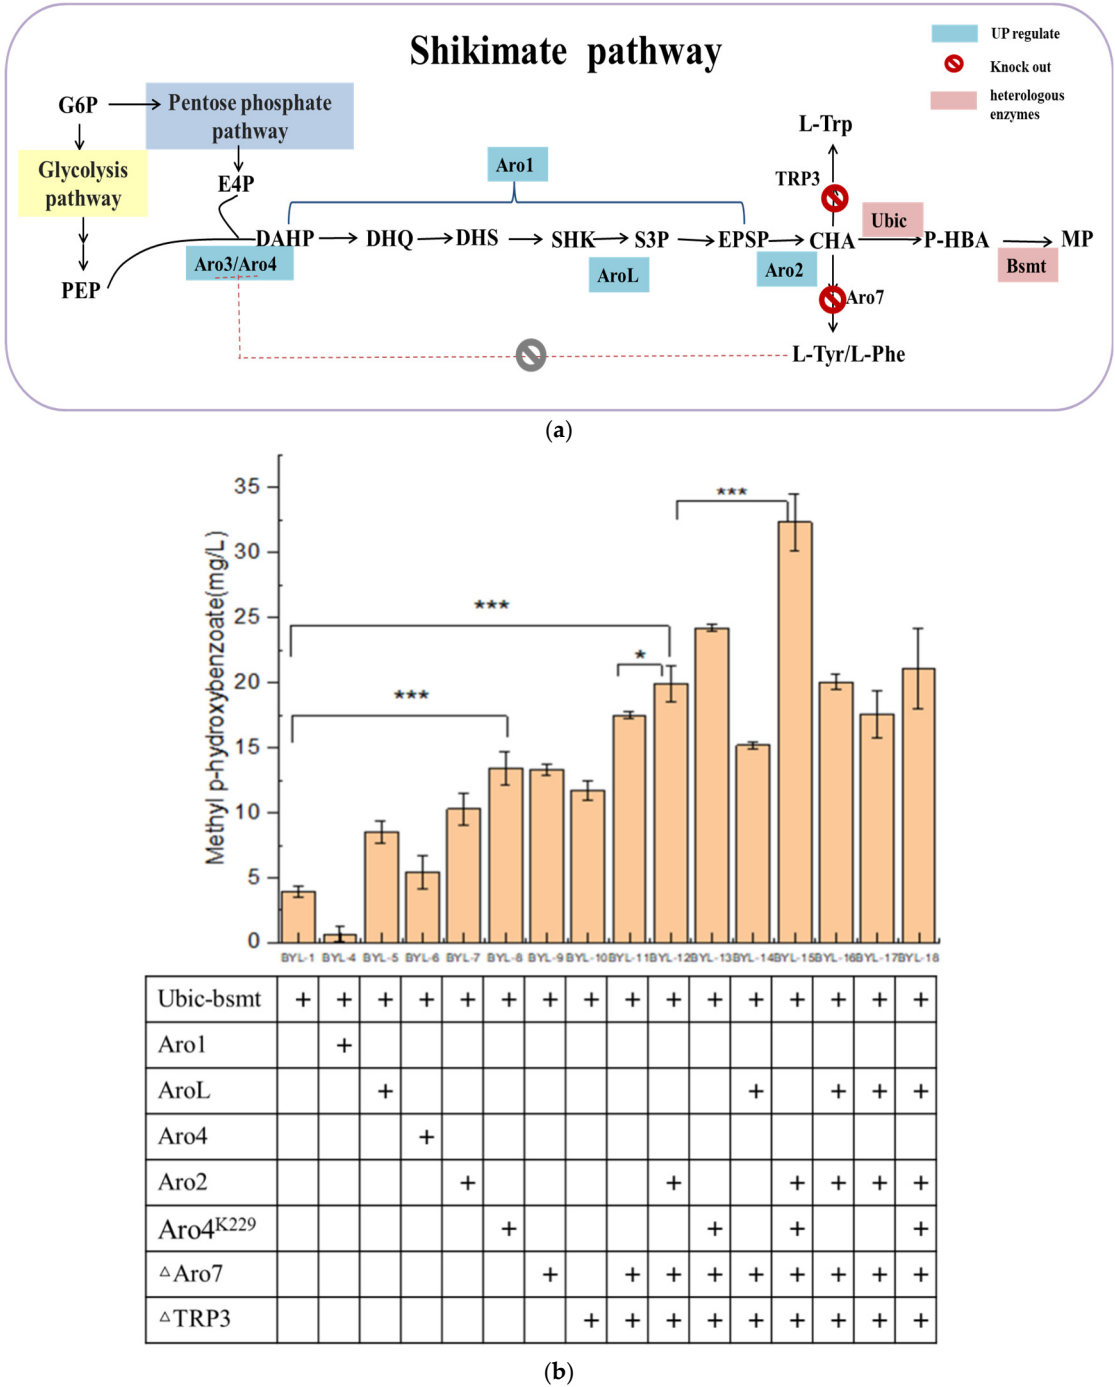 Shikimate pathway
UP regulate
Knock out
heterologous
enzymes
G6P
Pentose phosphate
pathway
L-Trp
Glycolysis
pathway
E4P
Aro1
TRP3
Ubic
DAHP
DHQ
DHS
SHK
S3P
EPSP
CHA
P-HBA
MP
Aro3/Aro4
AroL
Aro2
Bsmt
PEP
Aro7
L-Tyr/L-Phe
(a)
Methyl p-hydroxybenzoate(mg/L)
35
30
25
20
15
10
5
0
***
***
*
***
BYL-1 BYL-4 BYL-5 BYL-6 BYL-7 BYL-8 BYL-9 BYL-10 BYL-11 BYL-12 BYL-13 BYL-14 BYL-15 BYL-16 BYL-17 BYL-18
Ubic-bsmt + + + + + + + + + + + + + + + +
Aro1 +
AroL + + + + +
Aro4 +
Aro2 + + + + + +
Aro4K229 + + + +
△Aro7 + + + + + + + + +
△TRP3 + + + + + + + + +
(b)